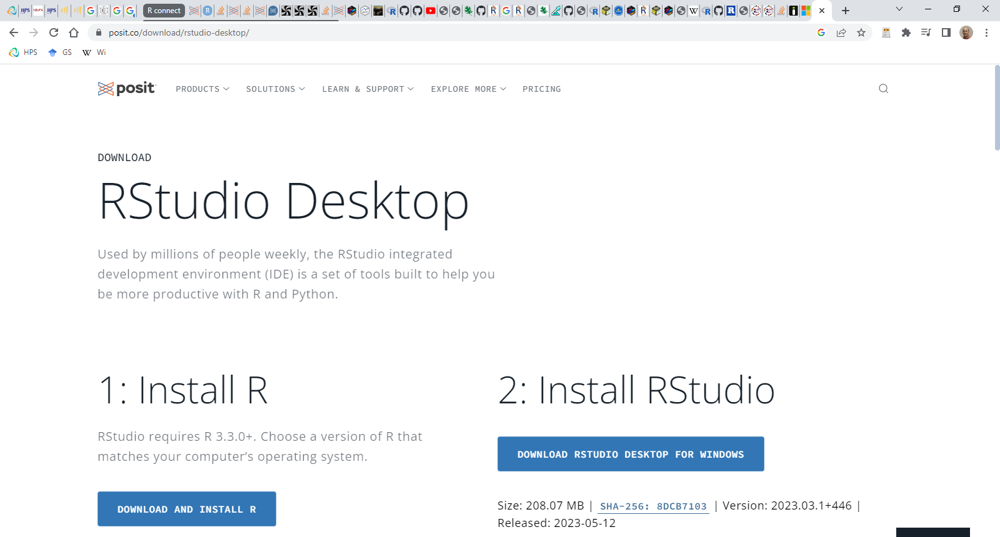 R connect
posit.co/download/rstudio-desktop/
HPS GS Wi
posit PRODUCTS SOLUTIONS LEARN & SUPPORT EXPLORE MORE PRICING
DOWNLOAD
RStudio Desktop
Used by millions of people weekly, the RStudio integrated
development environment (IDE) is a set of tools built to help you
be more productive with R and Python.
1: Install R
RStudio requires R 3.3.0+. Choose a version of R that
matches your computer’s operating system.
DOWNLOAD AND INSTALL R
2: Install RStudio
DOWNLOAD RSTUDIO DESKTOP FOR WINDOWS
Size: 208.07 MB | SHA-256: 8DCB7103 | Version: 2023.03.1+446 |
Released: 2023-05-12